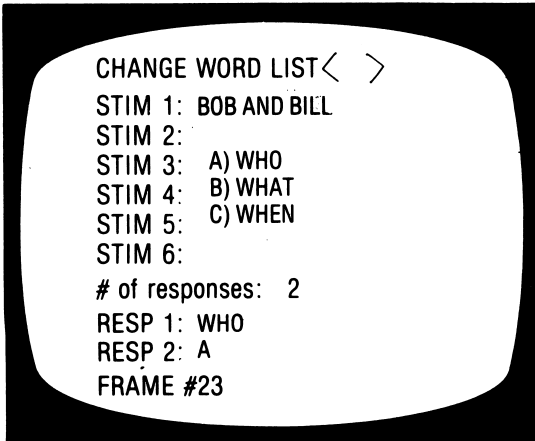 CHANGE WORD LIST< >
STIM 1: BOB AND BILL
STIM 2:
STIM 3: A) WHO
STIM 4: B) WHAT
STIM 5: C) WHEN
STIM 6:
# of responses: 2
RESP 1: WHO
RESP 2: A
FRAME #23